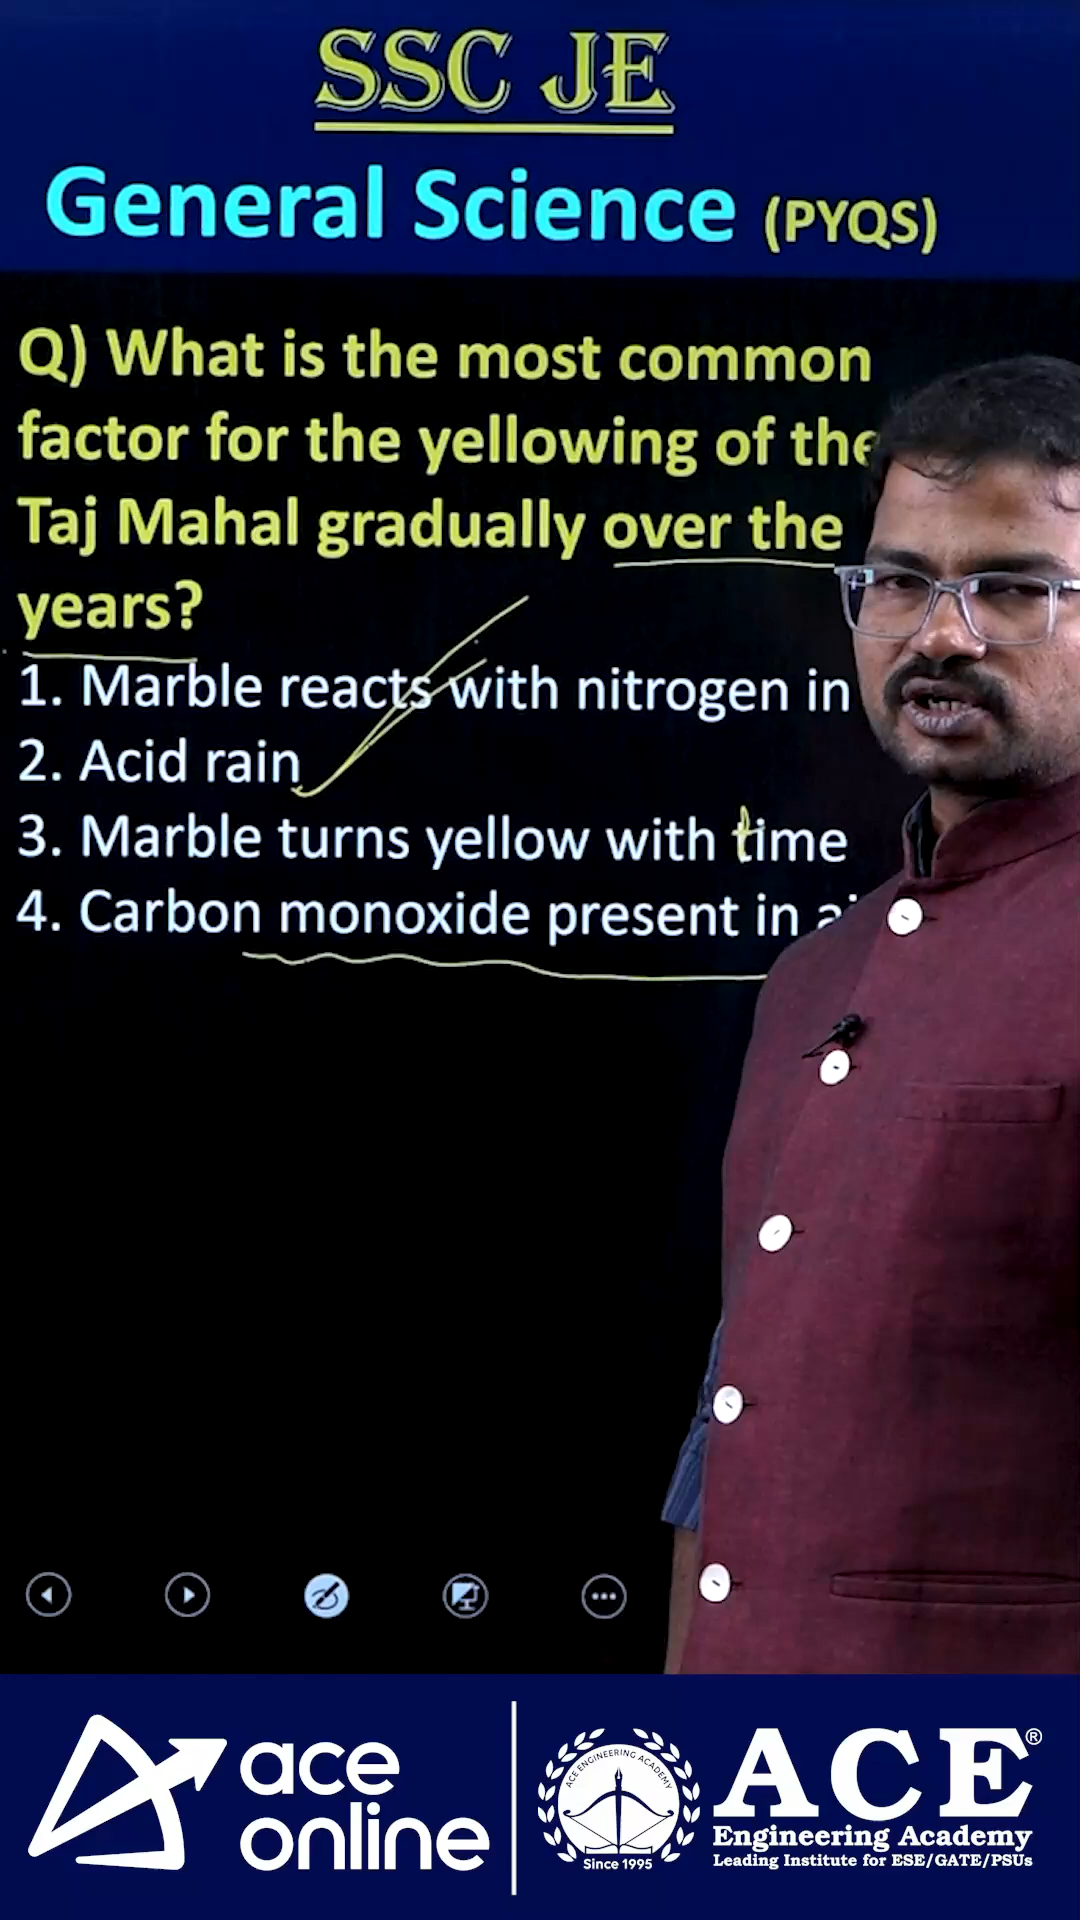 SSC JE
General Science (PYQS)
Q) What is the most common
factor for the yellowing of the
Taj Mahal gradually over the
years?
1. Marble reacts with nitrogen in
2. Acid rain
3. Marble turns yellow with time
4. Carbon monoxide present in
ace
online
ACE ENGINEERING ACADEMY
Since 1995
ACE®
Engineering Academy
Leading Institute for ESE/GATE/PSUs